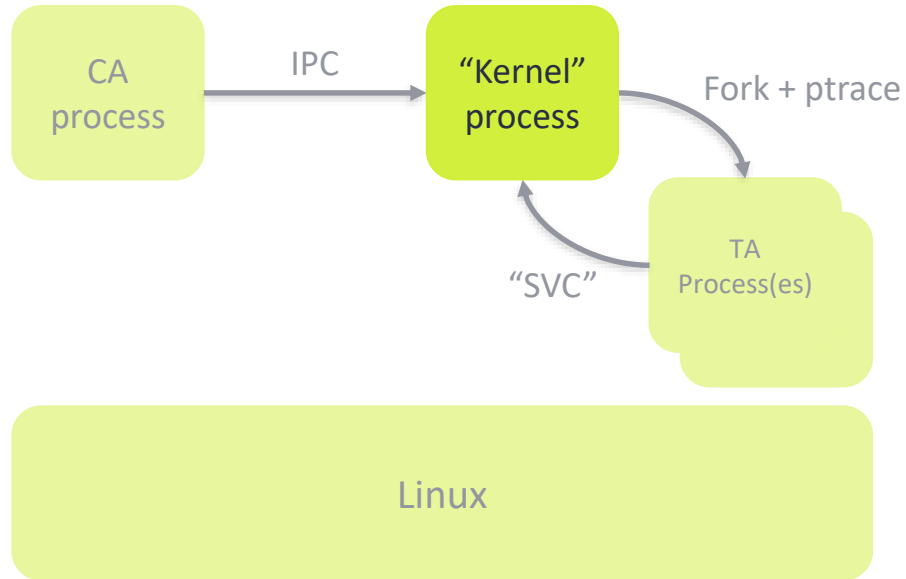 CA
process
IPC
“Kernel”
process
Fork + ptrace
“SVC”
TA
Process(es)
Linux